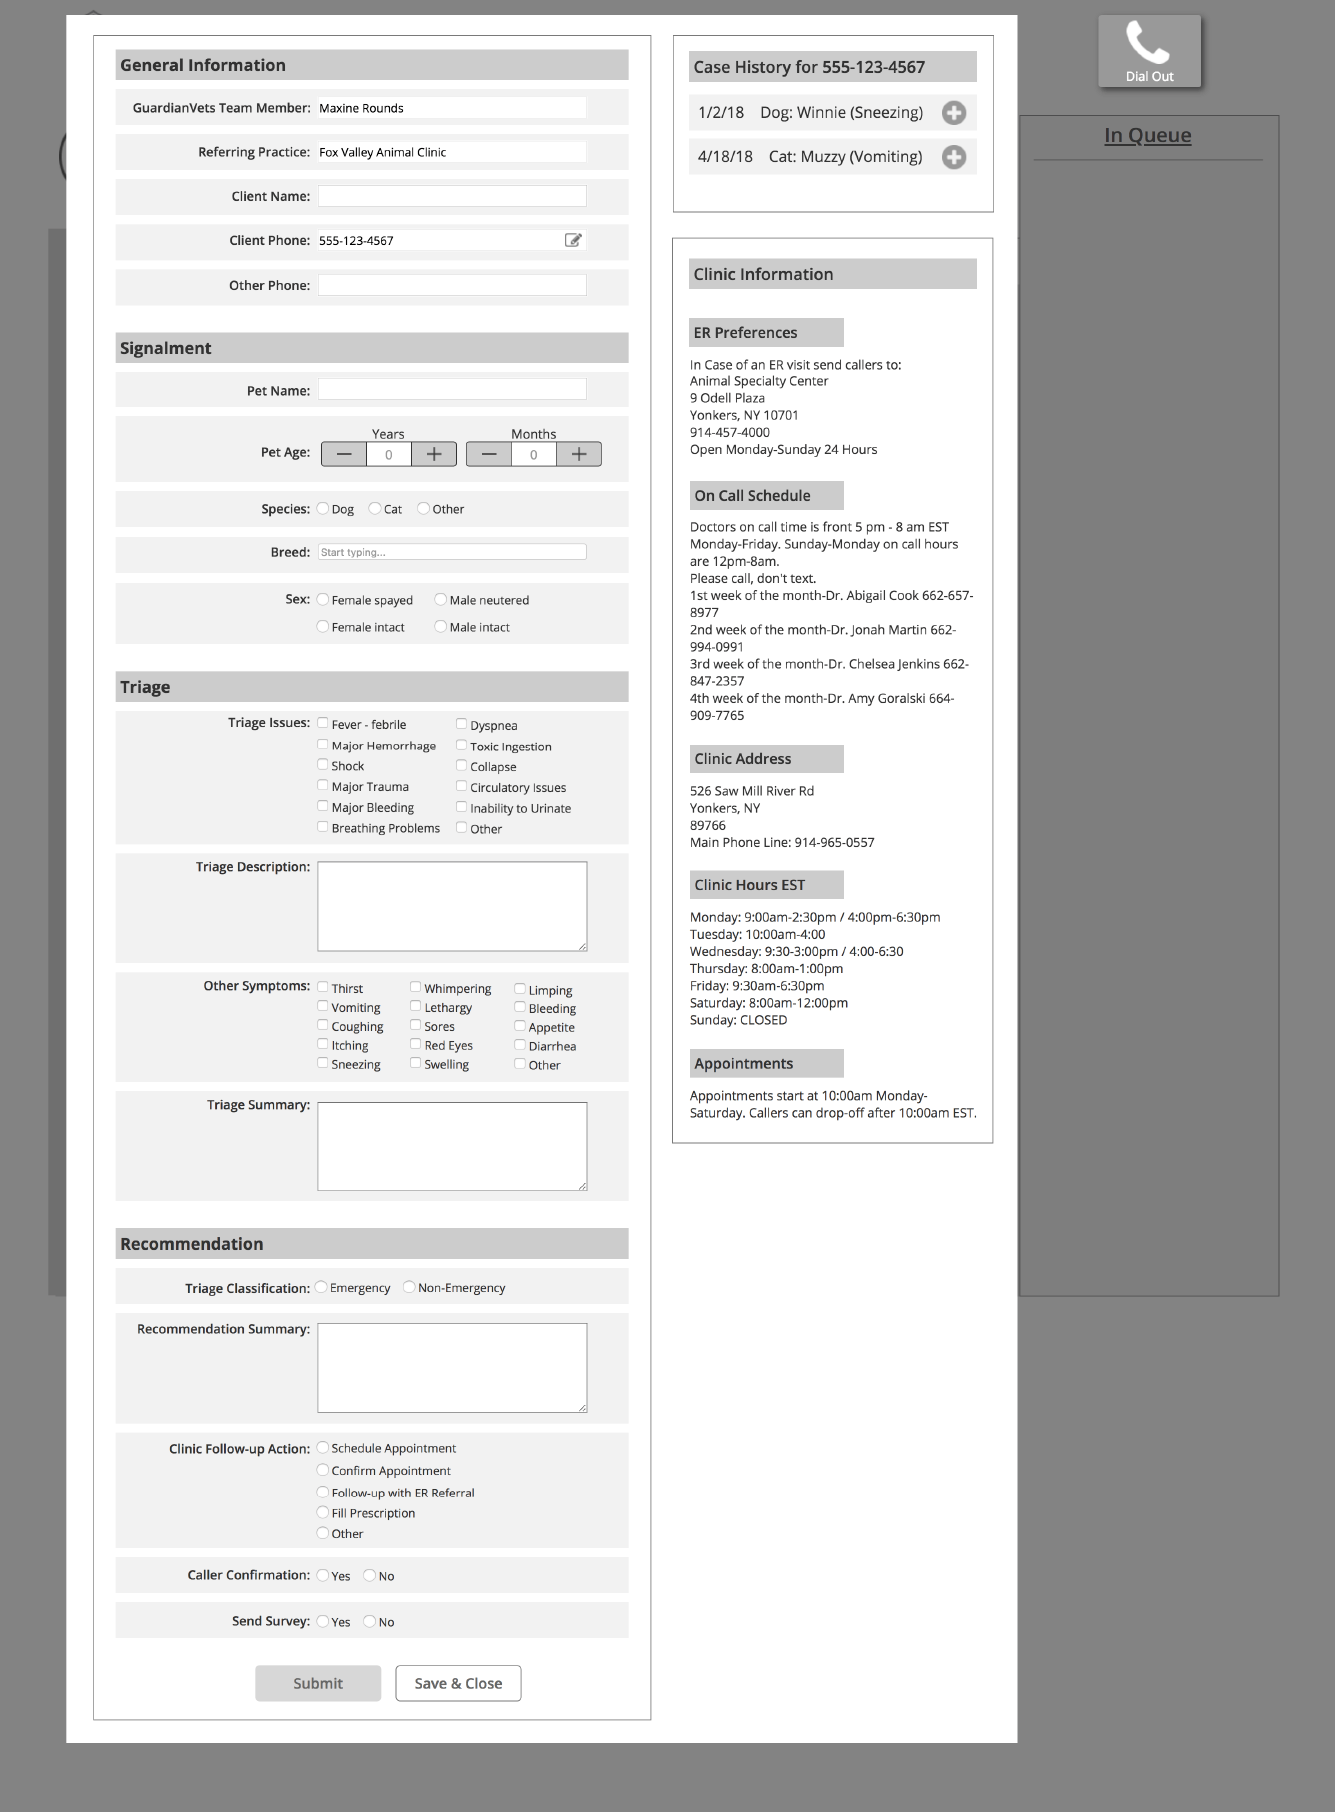 General Information
GuardianVets Team Member: Maxine Rounds
Referring Practice: Fox Valley Animal Clinic
Client Name:
Client Phone: 555-123-4567
Other Phone:
Signalment
Pet Name:
Years Months
Pet Age: 0 0
Species: Dog Cat Other
Breed: Start typing...
Sex: Female spayed Male neutered
Female intact Male intact
Triage
Triage Issues: Fever - febrile Dyspnea
Major Hemorrhage Toxic Ingestion
Shock Collapse
Major Trauma Circulatory Issues
Major Bleeding Inability to Urinate
Breathing Problems Other
Triage Description:
Other Symptoms: Thirst Whimpering Limping
Vomiting Lethargy Bleeding
Coughing Sores Appetite
Itching Red Eyes Diarrhea
Sneezing Swelling Other
Triage Summary:
Recommendation
Triage Classification: Emergency Non-Emergency
Recommendation Summary:
Clinic Follow-up Action: Schedule Appointment
Confirm Appointment
Follow-up with ER Referral
Fill Prescription
Other
Caller Confirmation: Yes No
Send Survey: Yes No
Submit Save & Close
Case History for 555-123-4567
1/2/18 Dog: Winnie (Sneezing)
4/18/18 Cat: Muzzy (Vomiting)
Clinic Information
ER Preferences
In Case of an ER visit send callers to:
Animal Specialty Center
9 Odell Plaza
Yonkers, NY 10701
914-457-4000
Open Monday-Sunday 24 Hours
On Call Schedule
Doctors on call time is front 5 pm - 8 am EST
Monday-Friday. Sunday-Monday on call hours
are 12pm-8am.
Please call, don't text.
1st week of the month-Dr. Abigail Cook 662-657-
8977
2nd week of the month-Dr. Jonah Martin 662-
994-0991
3rd week of the month-Dr. Chelsea Jenkins 662-
847-2357
4th week of the month-Dr. Amy Goralski 664-
909-7765
Clinic Address
526 Saw Mill River Rd
Yonkers, NY
89766
Main Phone Line: 914-965-0557
Clinic Hours EST
Monday: 9:00am-2:30pm / 4:00pm-6:30pm
Tuesday: 10:00am-4:00
Wednesday: 9:30-3:00pm / 4:00-6:30
Thursday: 8:00am-1:00pm
Friday: 9:30am-6:30pm
Saturday: 8:00am-12:00pm
Sunday: CLOSED
Appointments
Appointments start at 10:00am Monday-
Saturday. Callers can drop-off after 10:00am EST.
Dial Out
In Queue